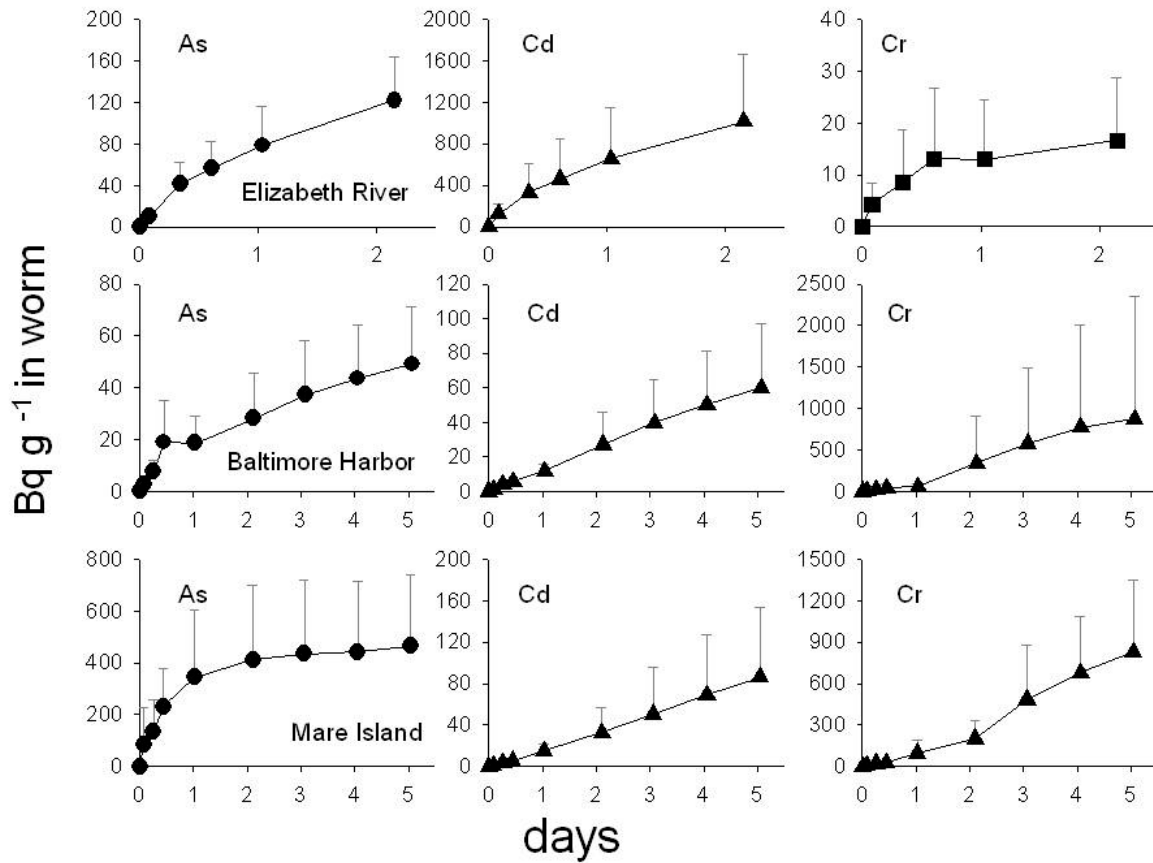 200
160
120
80
40
0
As
Elizabeth River
0 1 2
2000
1600
1200
800
400
0
Cd
0 1 2
40
30
20
10
0
Cr
0 1 2
80
60
40
20
0
As
Baltimore Harbor
0 1 2 3 4 5
120
100
80
60
40
20
0
Cd
0 1 2 3 4 5
2500
2000
1500
1000
500
0
Cr
0 1 2 3 4 5
800
600
400
200
0
As
Mare Island
0 1 2 3 4 5
200
160
120
80
40
0
Cd
0 1 2 3 4 5
1500
1200
900
600
300
0
Cr
0 1 2 3 4 5
Bq g -1 in worm
days